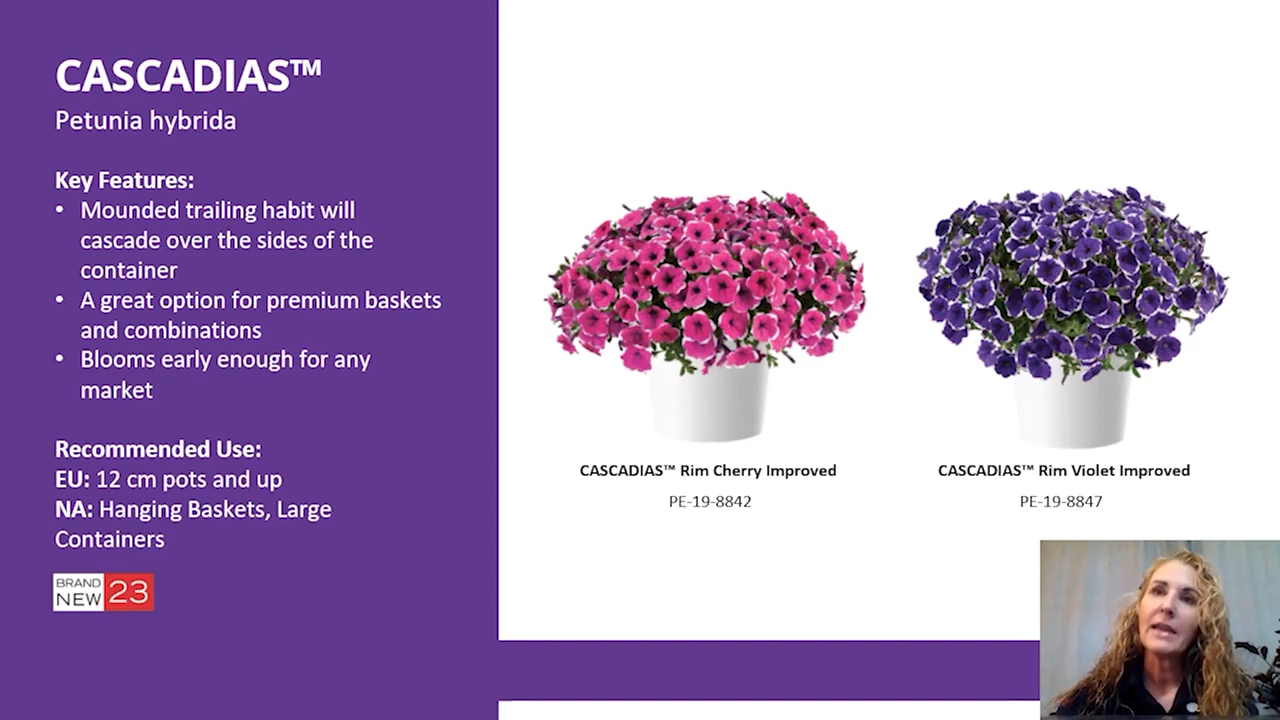 CASCADIAS™
Petunia hybrida
Key Features:
• Mounded trailing habit will
cascade over the sides of the
container
• A great option for premium baskets
and combinations
• Blooms early enough for any
market
Recommended Use:
EU: 12 cm pots and up
NA: Hanging Baskets, Large
Containers
BRAND
NEW 23
CASCADIAS™ Rim Cherry Improved
PE-19-8842
CASCADIAS™ Rim Violet Improved
PE-19-8847